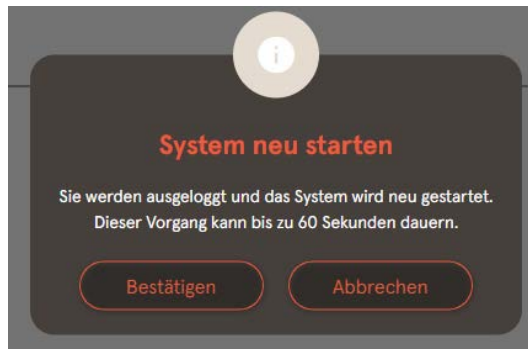 i
System neu starten
Sie werden ausgeloggt und das System wird neu gestartet.
Dieser Vorgang kann bis zu 60 Sekunden dauern.
Bestätigen Abbrechen